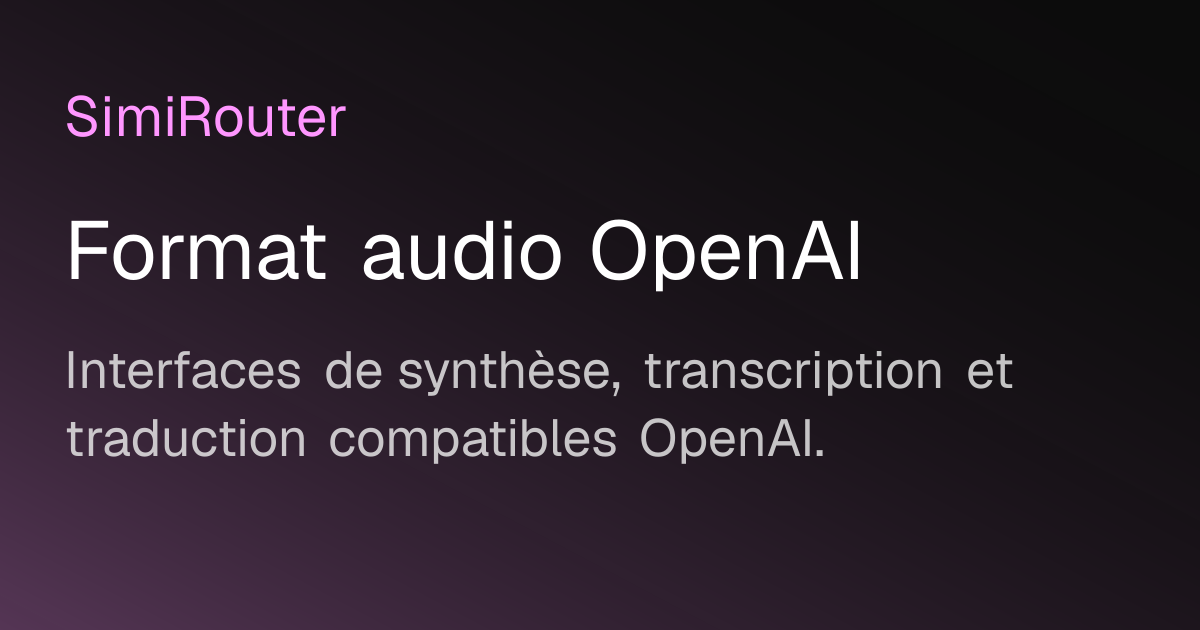 SimiRouter
Format audio OpenAI
Interfaces de synthèse, transcription et
traduction compatibles OpenAI.